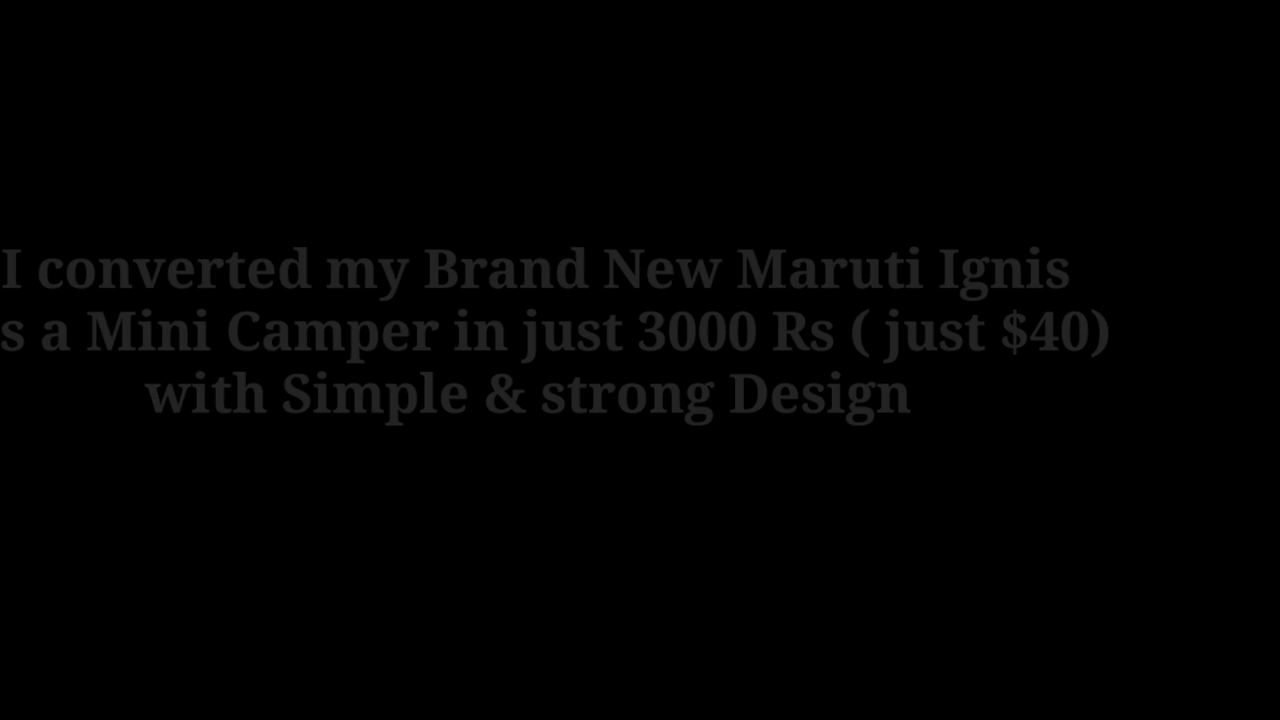 I converted my Brand New Maruti Ignis
s a Mini Camper in just 3000 Rs ( just $40)
with Simple & strong Design